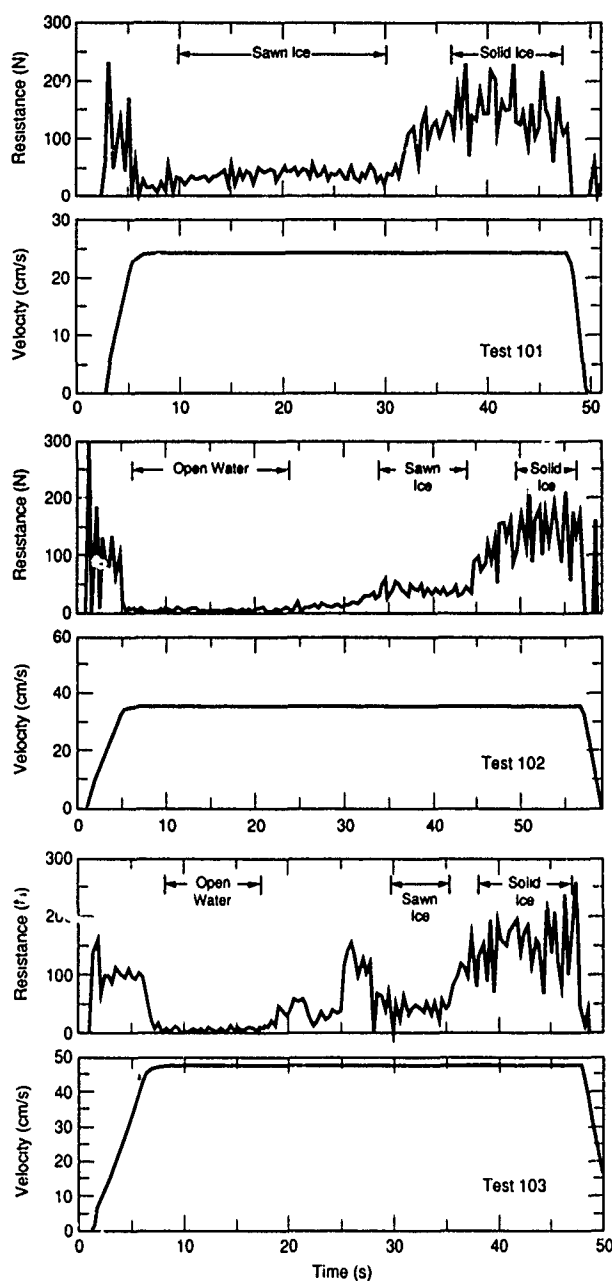 300
200
100
0
Resistance (N)
Sawn Ice
Solid Ice
30
20
10
0
Velocity (cm/s)
Test 101
0 10 20 30 40 50
300
200
100
0
Resistance (N)
Open Water
Sawn
Ice
Solid
Ice
60
40
20
0
Velocity (cm/s)
Test 102
0 10 20 30 40 50
300
100
0
Resistance
Open
Water
Sawn
Ice
Solid
Ice
50
40
30
20
10
0
Velocity (cm/s)
Test 103
0 10 20 30 40 50
Time (s)